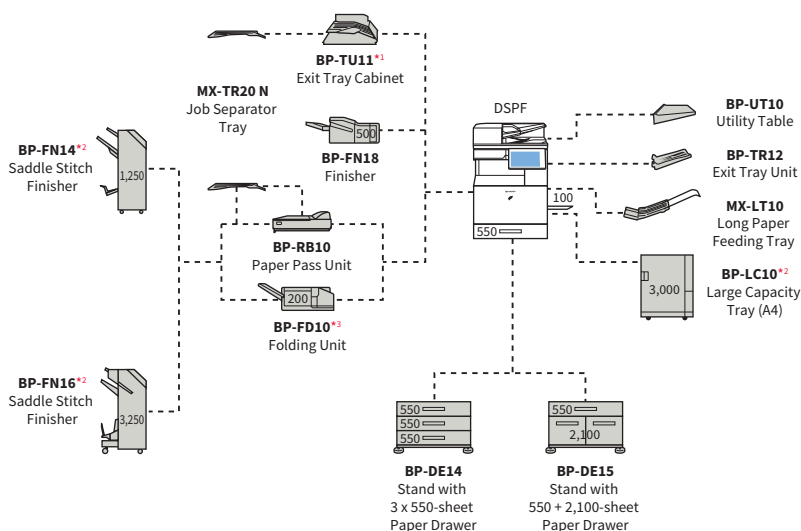 BP-TU11*1
Exit Tray Cabinet
MX-TR20 N
Job Separator
Tray
500
BP-FN18
Finisher
BP-FN14*2
Saddle Stitch
Finisher
1,250
BP-RB10
Paper Pass Unit
200
BP-FD10*3
Folding Unit
BP-FN16*2
Saddle Stitch
Finisher
3,250
DSPF
100
550
BP-UT10
Utility Table
BP-TR12
Exit Tray Unit
MX-LT10
Long Paper
Feeding Tray
3,000
BP-LC10*2
Large Capacity
Tray (A4)
550
550
550
BP-DE14
Stand with
3 x 550-sheet
Paper Drawer
550
2,100
BP-DE15
Stand with
550 + 2,100-sheet
Paper Drawer